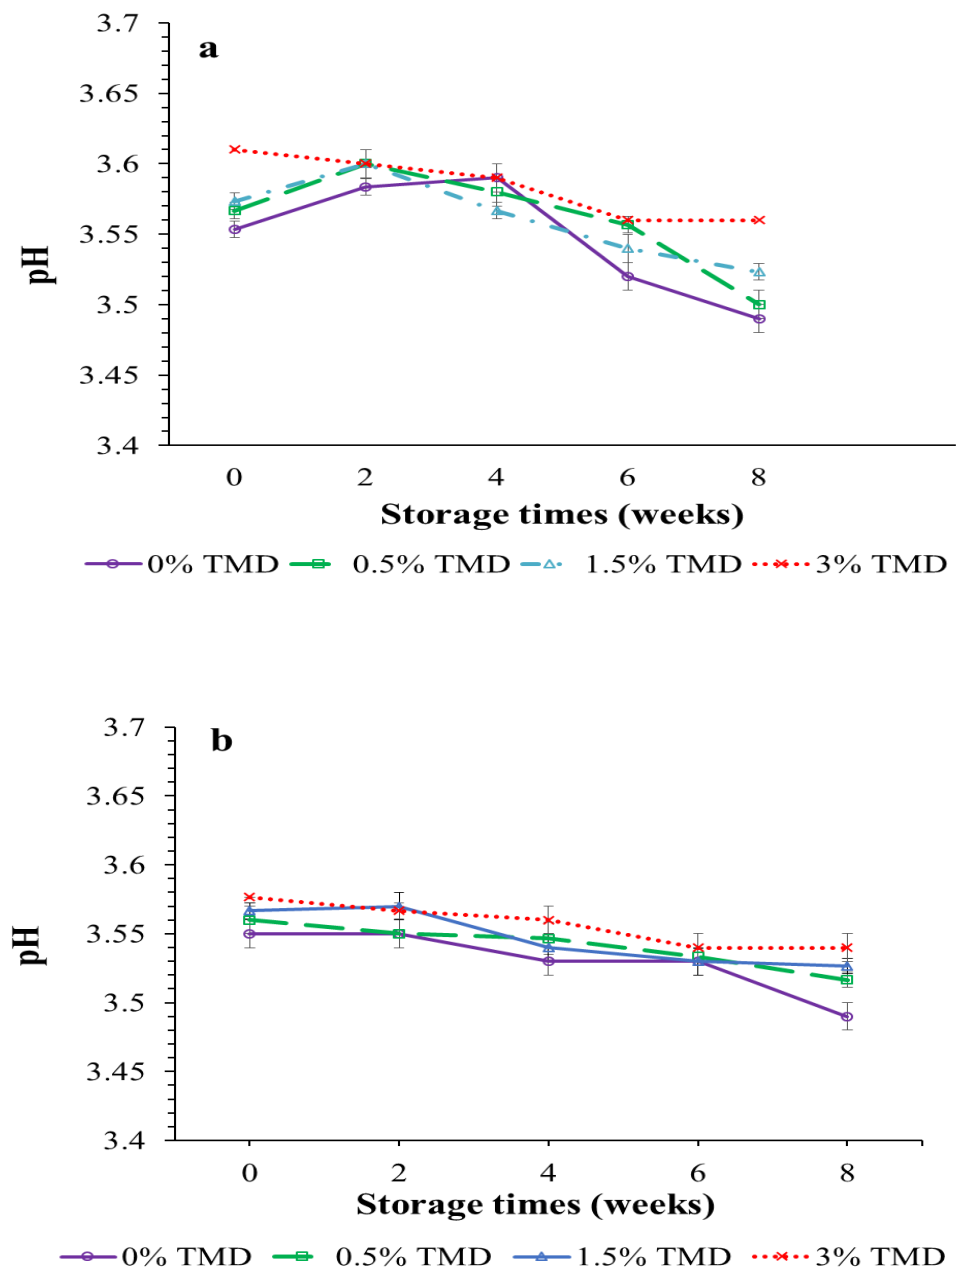 a
pH
3.7
3.65
3.6
3.55
3.5
3.45
3.4
0 2 4 6 8
Storage times (weeks)
0% TMD 0.5% TMD 1.5% TMD 3% TMD
b
pH
3.7
3.65
3.6
3.55
3.5
3.45
3.4
0 2 4 6 8
Storage times (weeks)
0% TMD 0.5% TMD 1.5% TMD 3% TMD